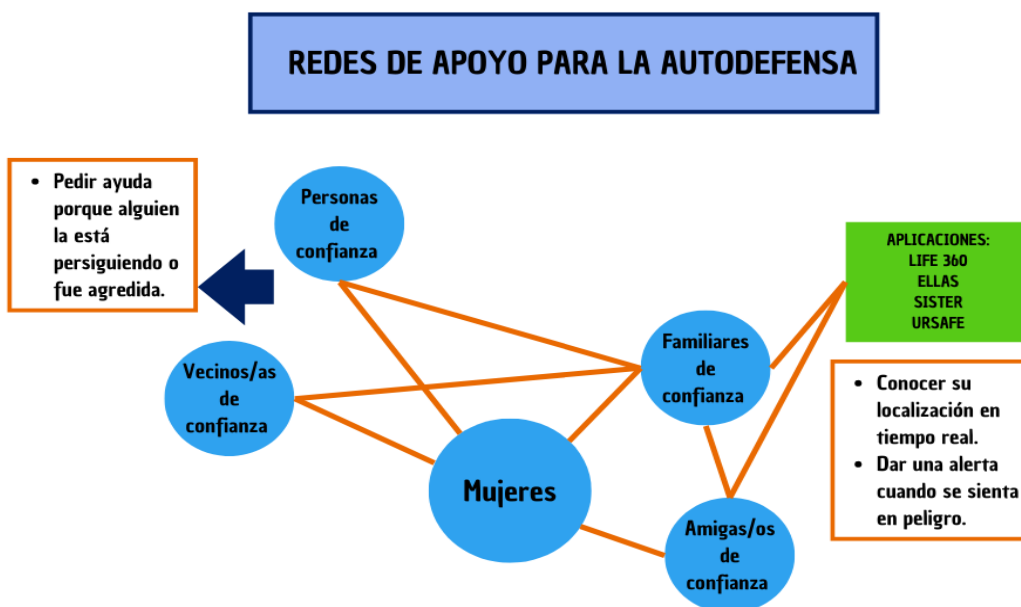 REDES DE APOYO PARA LA AUTODEFENSA
• Pedir ayuda
porque alguien
la está
persiguiendo o
fue agredida.
Personas
de
confianza
APLICACIONES:
LIFE 360
ELLAS
SISTER
URSAFE
Vecinos/as
de
confianza
Familiares
de
confianza
• Conocer su
localización en
tiempo real.
• Dar una alerta
cuando se sienta
en peligro.
Mujeres
Amigas/os
de
confianza